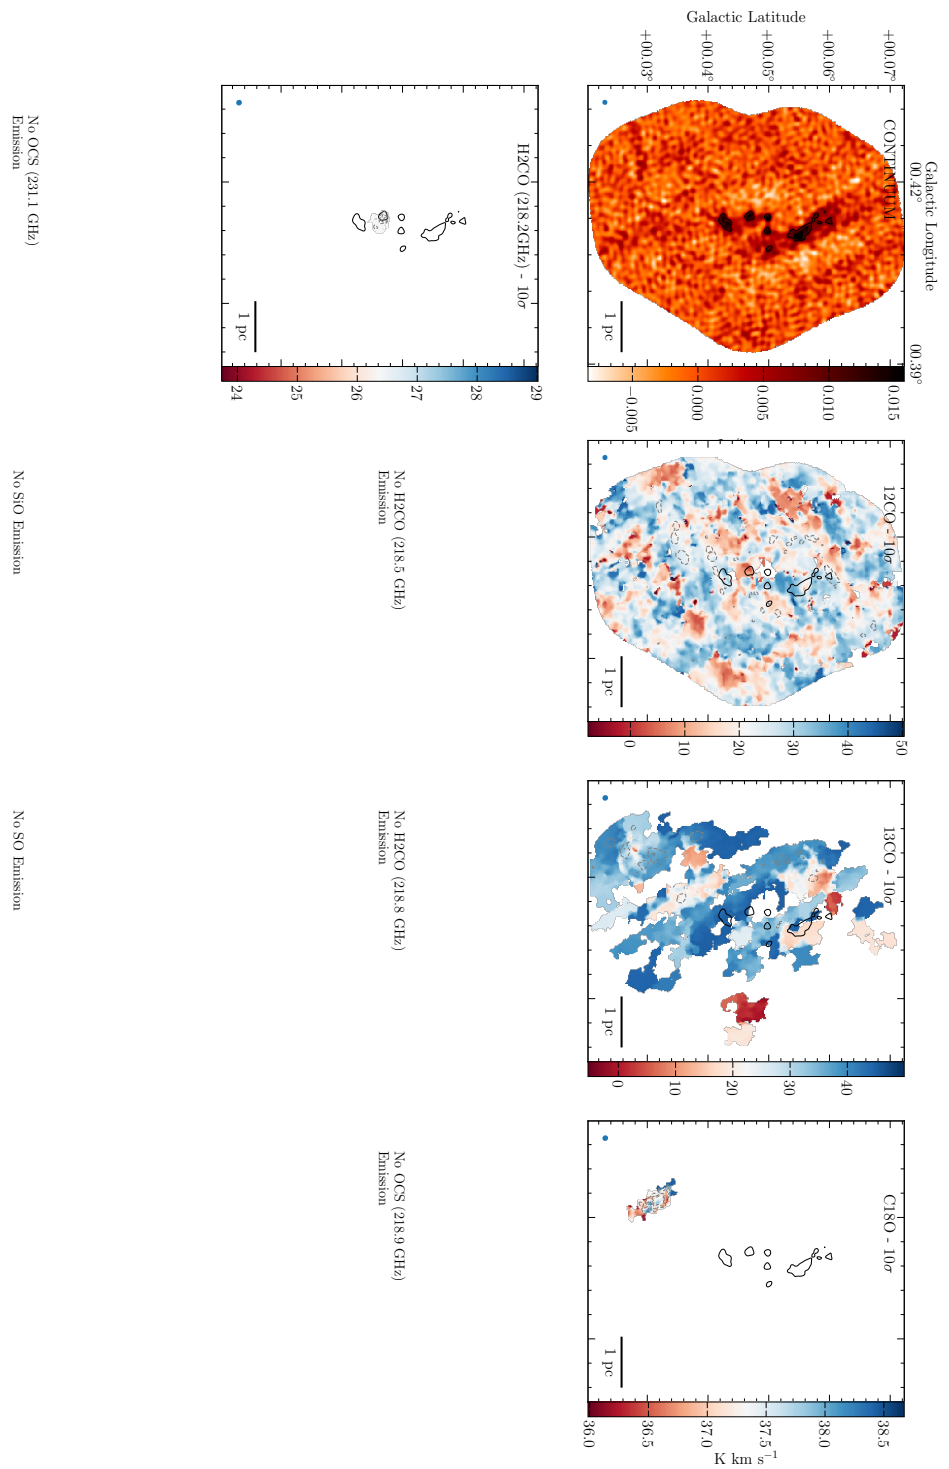 Galactic Longitude
00.42°
00.39°
Galactic Latitude
+00.07°
+00.06°
+00.05°
+00.04°
+00.03°
CONTINUUM
1 pc
0.015
0.010
0.005
0.000
−0.005
12CO - 10σ
1 pc
50
40
30
20
10
0
13CO - 10σ
1 pc
40
30
20
10
0
C18O - 10σ
1 pc
K km s⁻¹
38.5
38.0
37.5
37.0
36.5
36.0
H2CO (218.2GHz) - 10σ
1 pc
29
28
27
26
25
24
No H2CO (218.5 GHz)
Emission
No H2CO (218.8 GHz)
Emission
No OCS (218.9 GHz)
Emission
No OCS (231.1 GHz)
Emission
No SiO Emission
No SO Emission